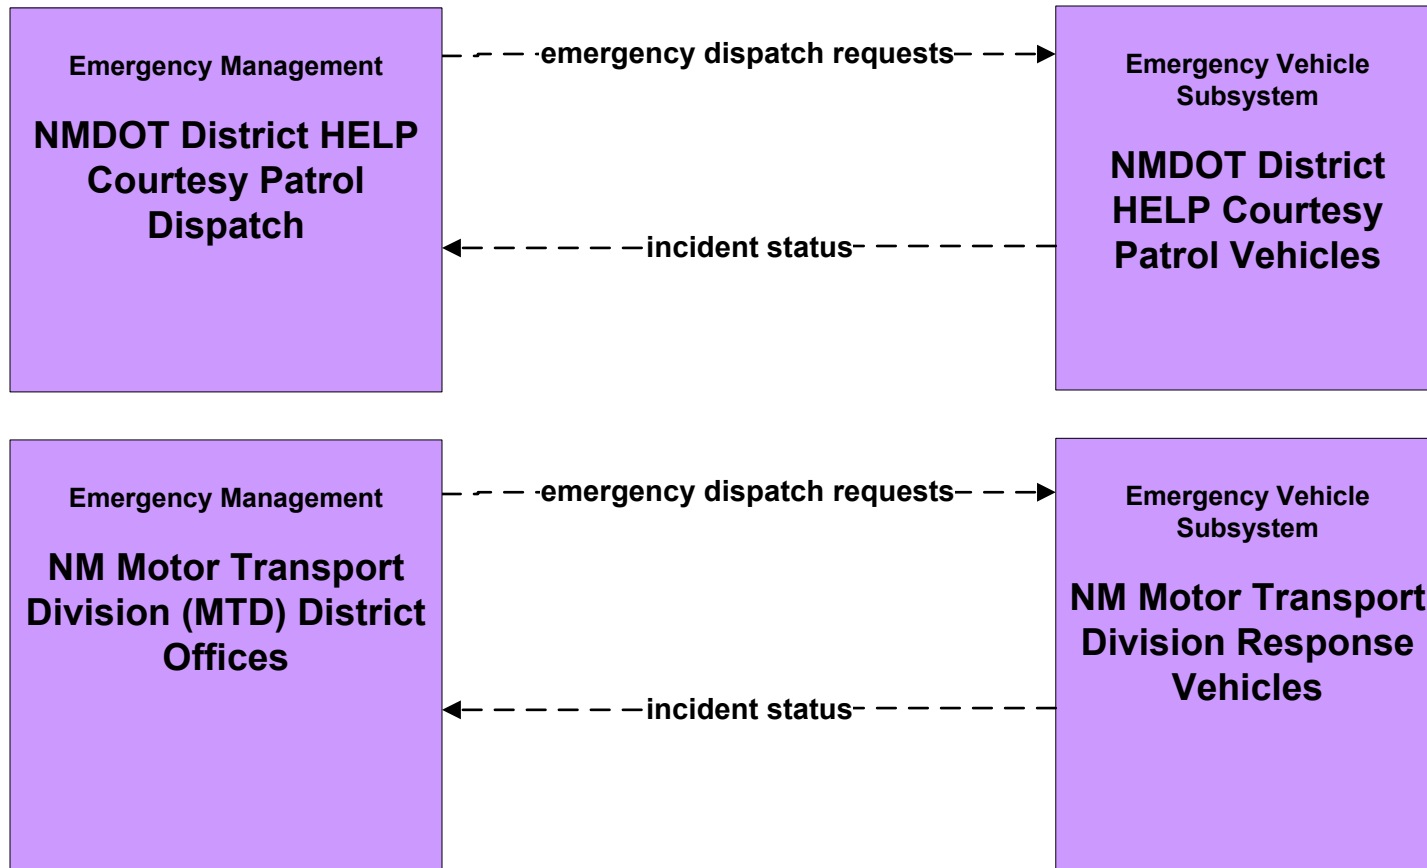 Emergency Management
NMDOT District HELP
Courtesy Patrol
Dispatch
emergency dispatch requests
incident status
Emergency Vehicle
Subsystem
NMDOT District
HELP Courtesy
Patrol Vehicles
Emergency Management
NM Motor Transport
Division (MTD) District
Offices
emergency dispatch requests
incident status
Emergency Vehicle
Subsystem
NM Motor Transport
Division Response
Vehicles